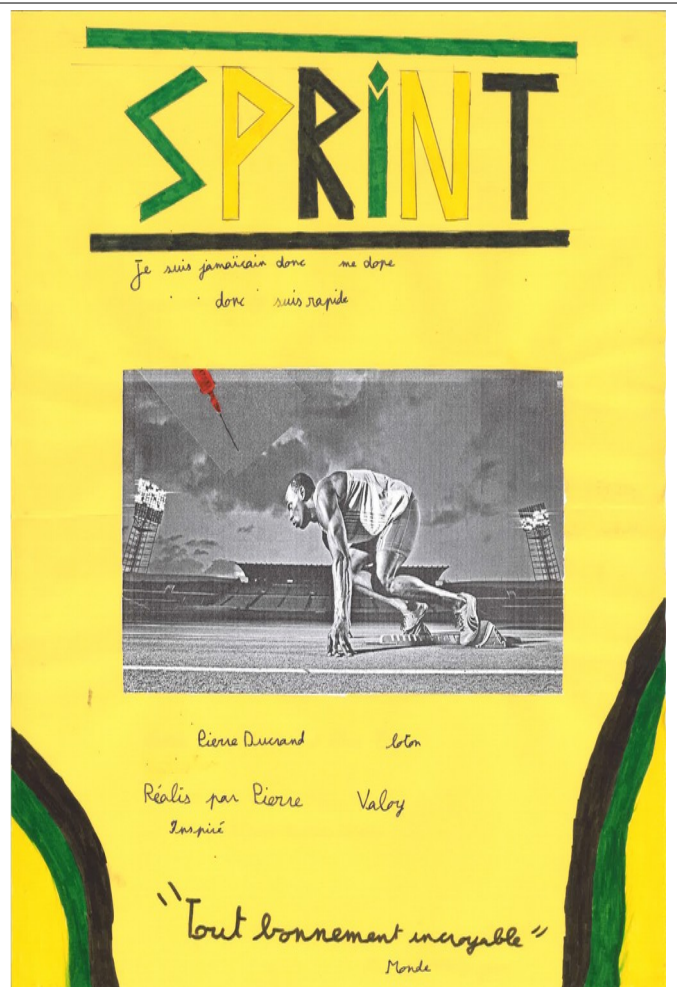 SPRiNT
Je suis jamaïcain donc me dope
donc suis rapide
Pierre Ducrand loton
Réalis par Pierre Valoy
Inspiré
"Tout bonnement incroyable"
Monde